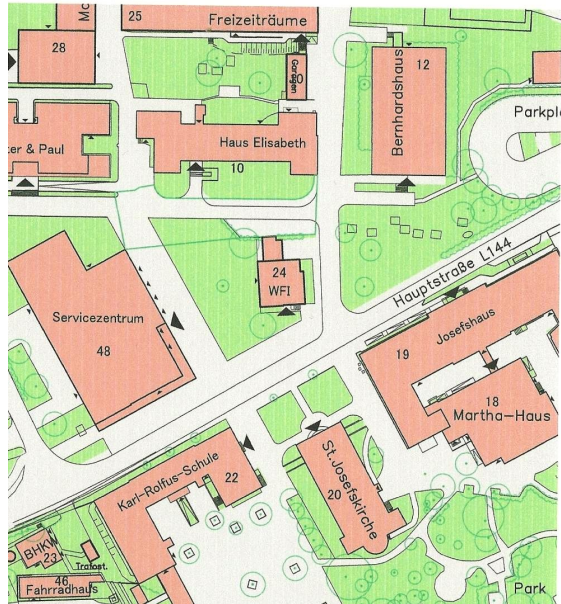 25
Freizeiträume
28
Garagen
Bernhardshaus
12
Haus Elisabeth
10
Parkpl
ter & Paul
24
WFI
Hauptstraße L144
Servicezentrum
48
Josefshaus
19
18
Martha-Haus
Karl-Rolfus-Schule
22
St.Josefskirche
20
BHKW
23
Trafost.
46
Fahrradhaus
Park